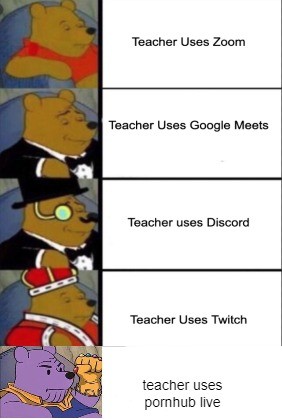 Teacher Uses Zoom
Teacher Uses Google Meets
Teacher uses Discord
Teacher Uses Twitch
teacher uses
pornhub live